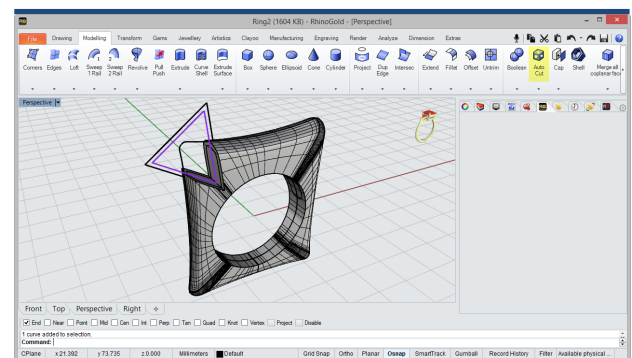 Ring2 (1604 KB) - RhinoGold - [Perspective]
File Drawing Modelling Transform Gems Jewellery Artistics Clayoo Manufacturing Engraving Render Analyze Dimension Extras
Corners Edges Loft Sweep 1 Rail Sweep 2 Rail Revolve Pull Push Extrude Curve Shell Extrude Surface Box Sphere Ellipsoid Cone Cylinder Project Dup Edge Intersec Extend Fillet Offset Untrim Boolean Auto Cut Cap Shell Merge all coplanar face
Perspective
Front Top Perspective Right
End Near Point Mid Cen Int Perp Tan Quad Knot Vertex Project Disable
1 curve added to selection.
Command:
CPlane x 21.392 y 73.735 z 0.000 Millimeters Default Grid Snap Ortho Planar Osnap SmartTrack Gumball Record History Filter Available physical ...